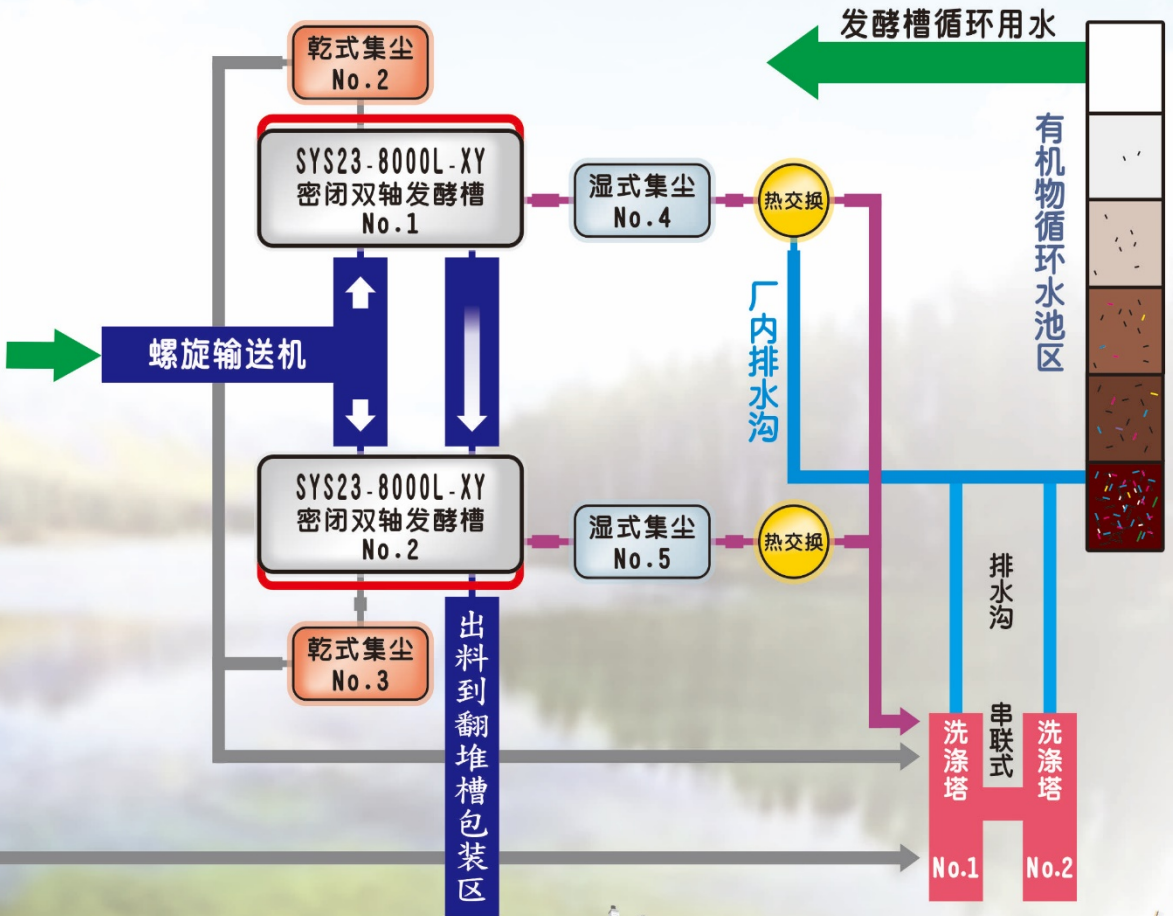 发酵槽循环用水
乾式集尘
No.2
SYS23-8000L-XY
密闭双轴发酵槽
No.1
湿式集尘
No.4
热交换
有机物循环水池区
厂内排水沟
螺旋输送机
SYS23-8000L-XY
密闭双轴发酵槽
No.2
湿式集尘
No.5
热交换
排水沟
乾式集尘
No.3
出料到翻堆槽包装区
洗涤塔
No.1
串联式
洗涤塔
No.2